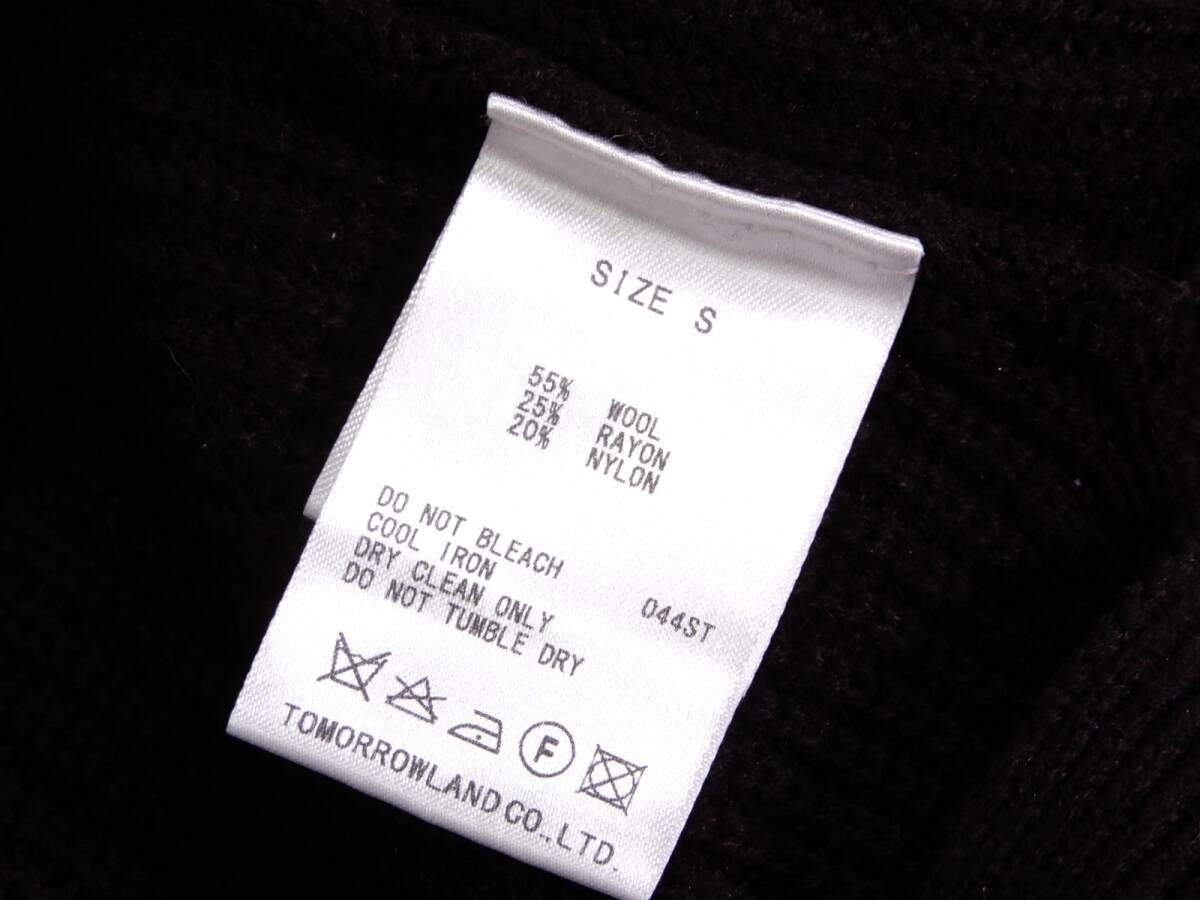 SIZE S
55% WOOL
25% RAYON
20% NYLON
DO NOT BLEACH
COOL IRON
DRY CLEAN ONLY
DO NOT TUMBLE DRY
044ST
F
TOMORROWLAND CO.,LTD.